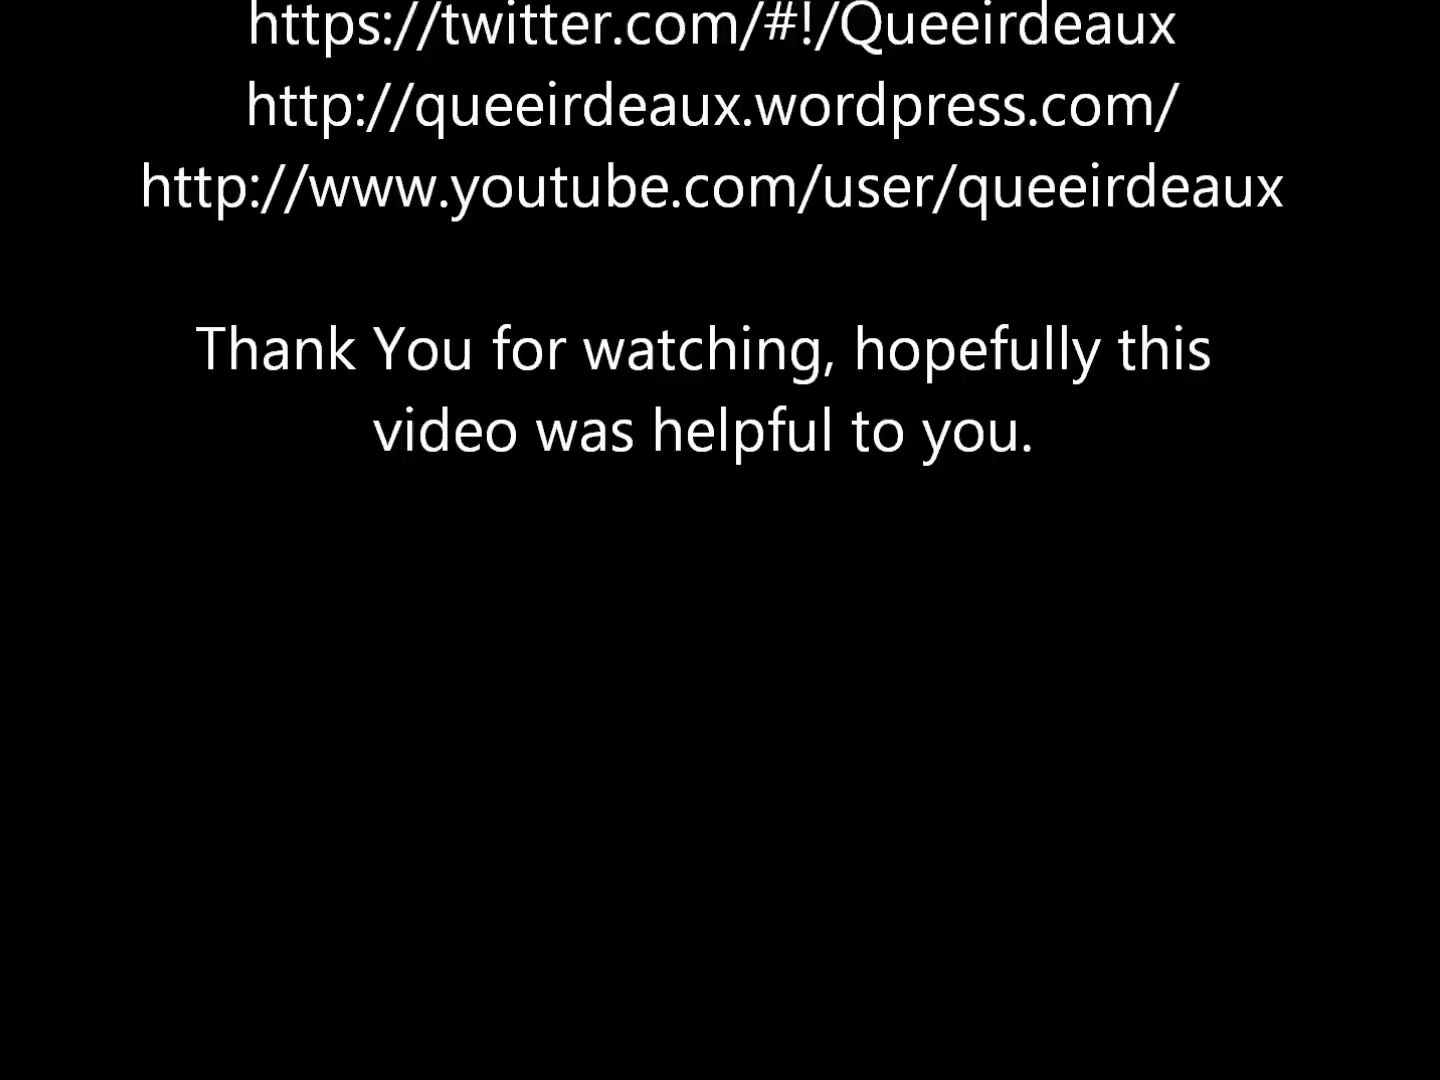 https://twitter.com/#!/Queeirdeaux
http://queeirdeaux.wordpress.com/
http://www.youtube.com/user/queeirdeaux
Thank You for watching, hopefully this
video was helpful to you.